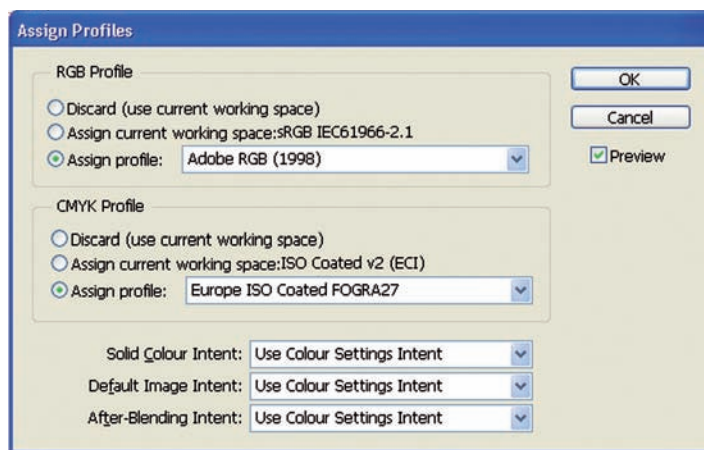 Assign Profiles
RGB Profile
Discard (use current working space)
Assign current working space:sRGB IEC61966-2.1
Assign profile: Adobe RGB (1998)
OK
Cancel
Preview
CMYK Profile
Discard (use current working space)
Assign current working space:ISO Coated v2 (ECI)
Assign profile: Europe ISO Coated FOGRA27
Solid Colour Intent: Use Colour Settings Intent
Default Image Intent: Use Colour Settings Intent
After-Blending Intent: Use Colour Settings Intent